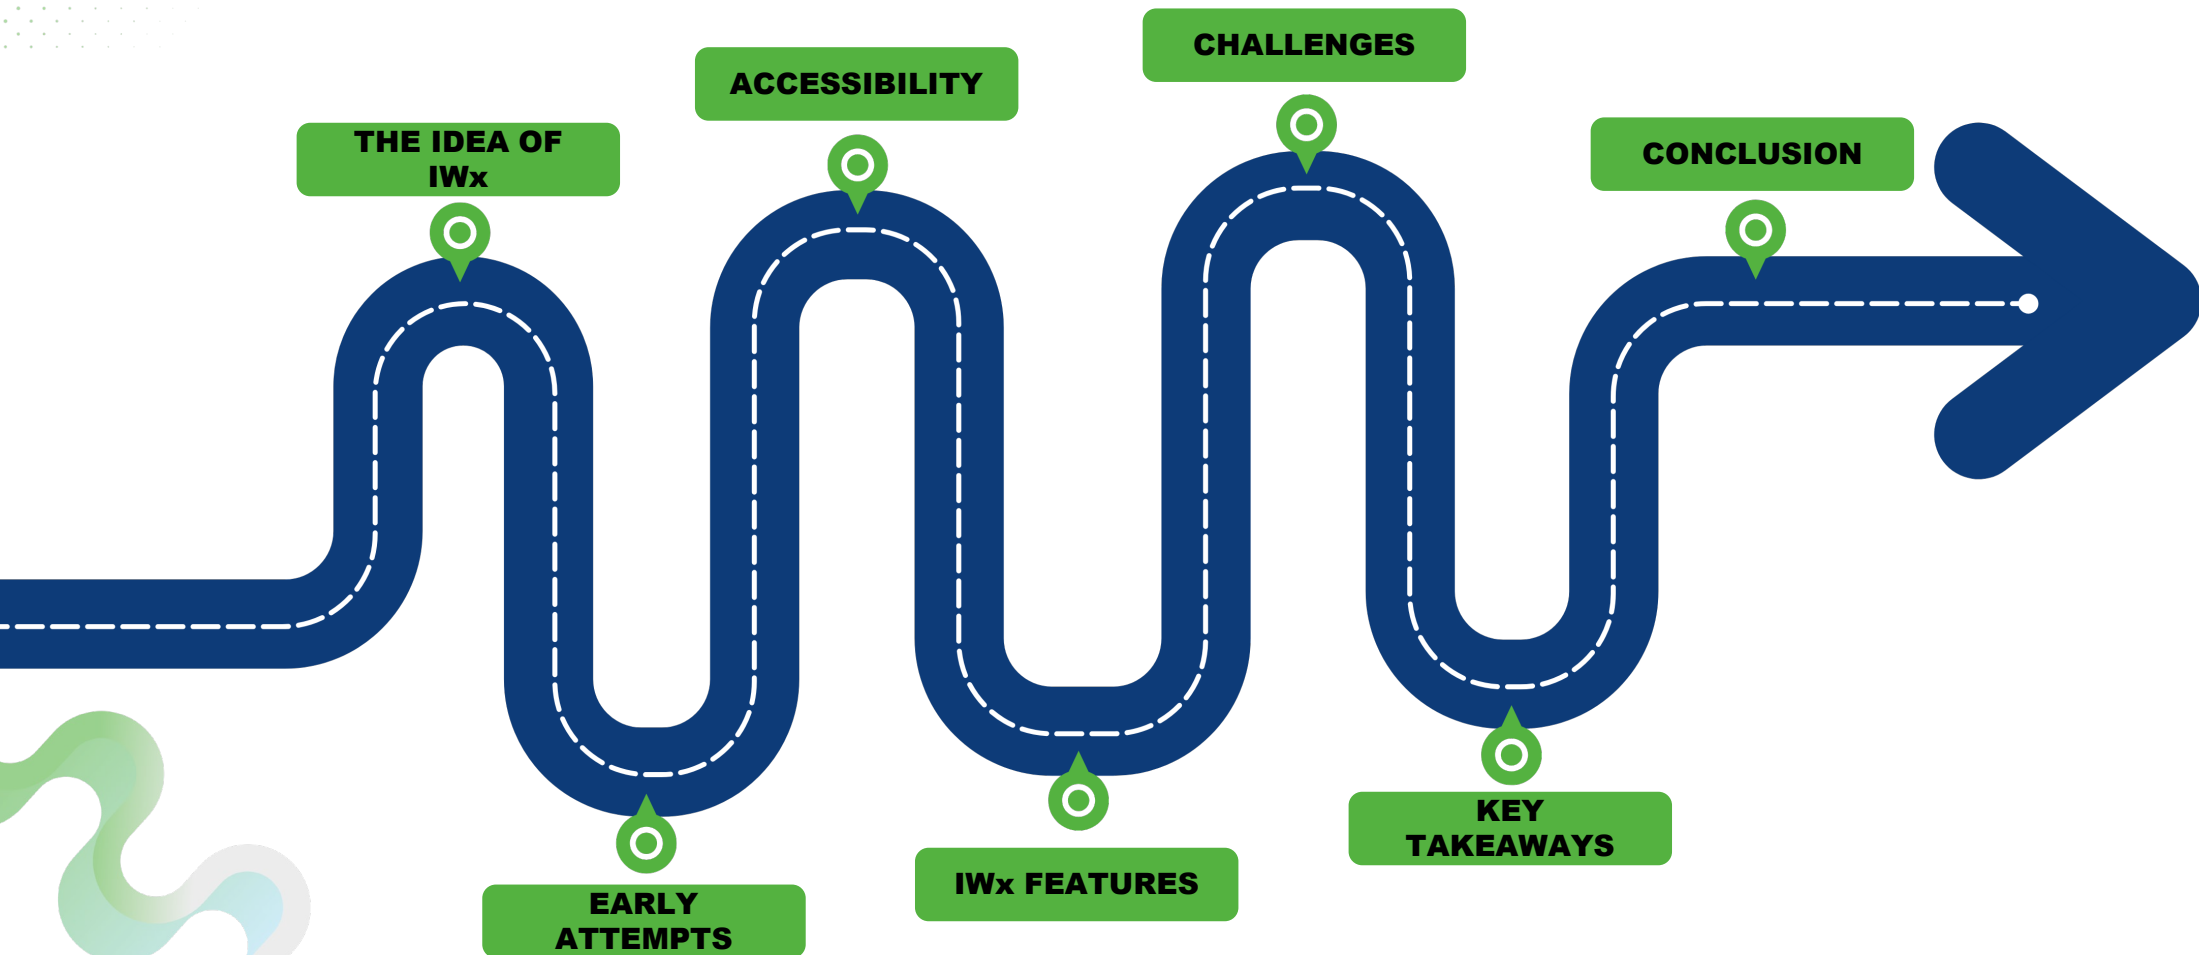 THE IDEA OF
IWx
EARLY
ATTEMPTS
ACCESSIBILITY
IWx FEATURES
CHALLENGES
KEY
TAKEAWAYS
CONCLUSION